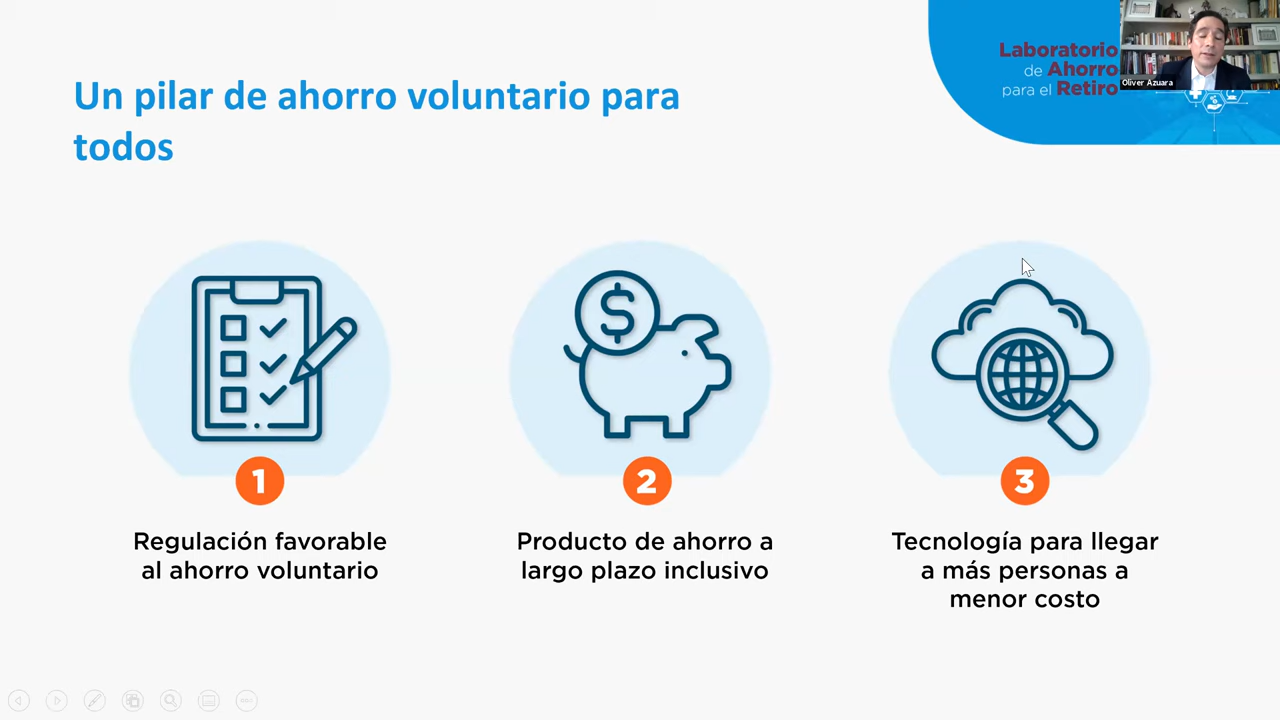 Un pilar de ahorro voluntario para
todos
Laboratorio
de Ahorro
para el Retiro
Oliver Azuara
$
1
Regulación favorable
al ahorro voluntario
2
Producto de ahorro a
largo plazo inclusivo
3
Tecnología para llegar
a más personas a
menor costo